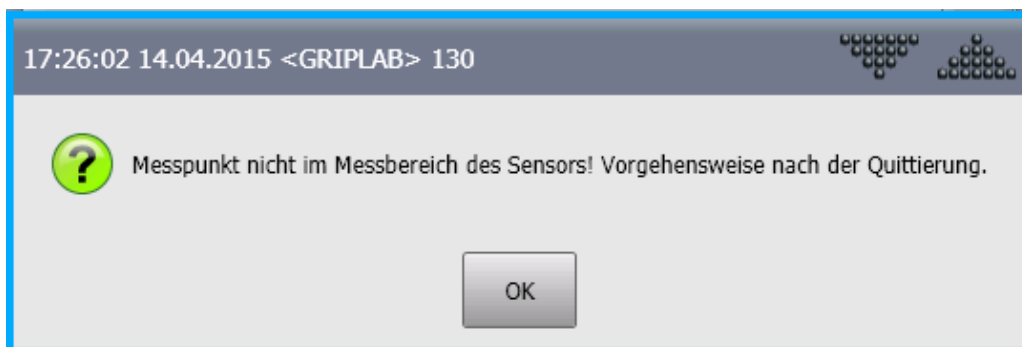 17:26:02 14.04.2015 <GRIPLAB> 130
Messpunkt nicht im Messbereich des Sensors! Vorgehensweise nach der Quittierung.
OK